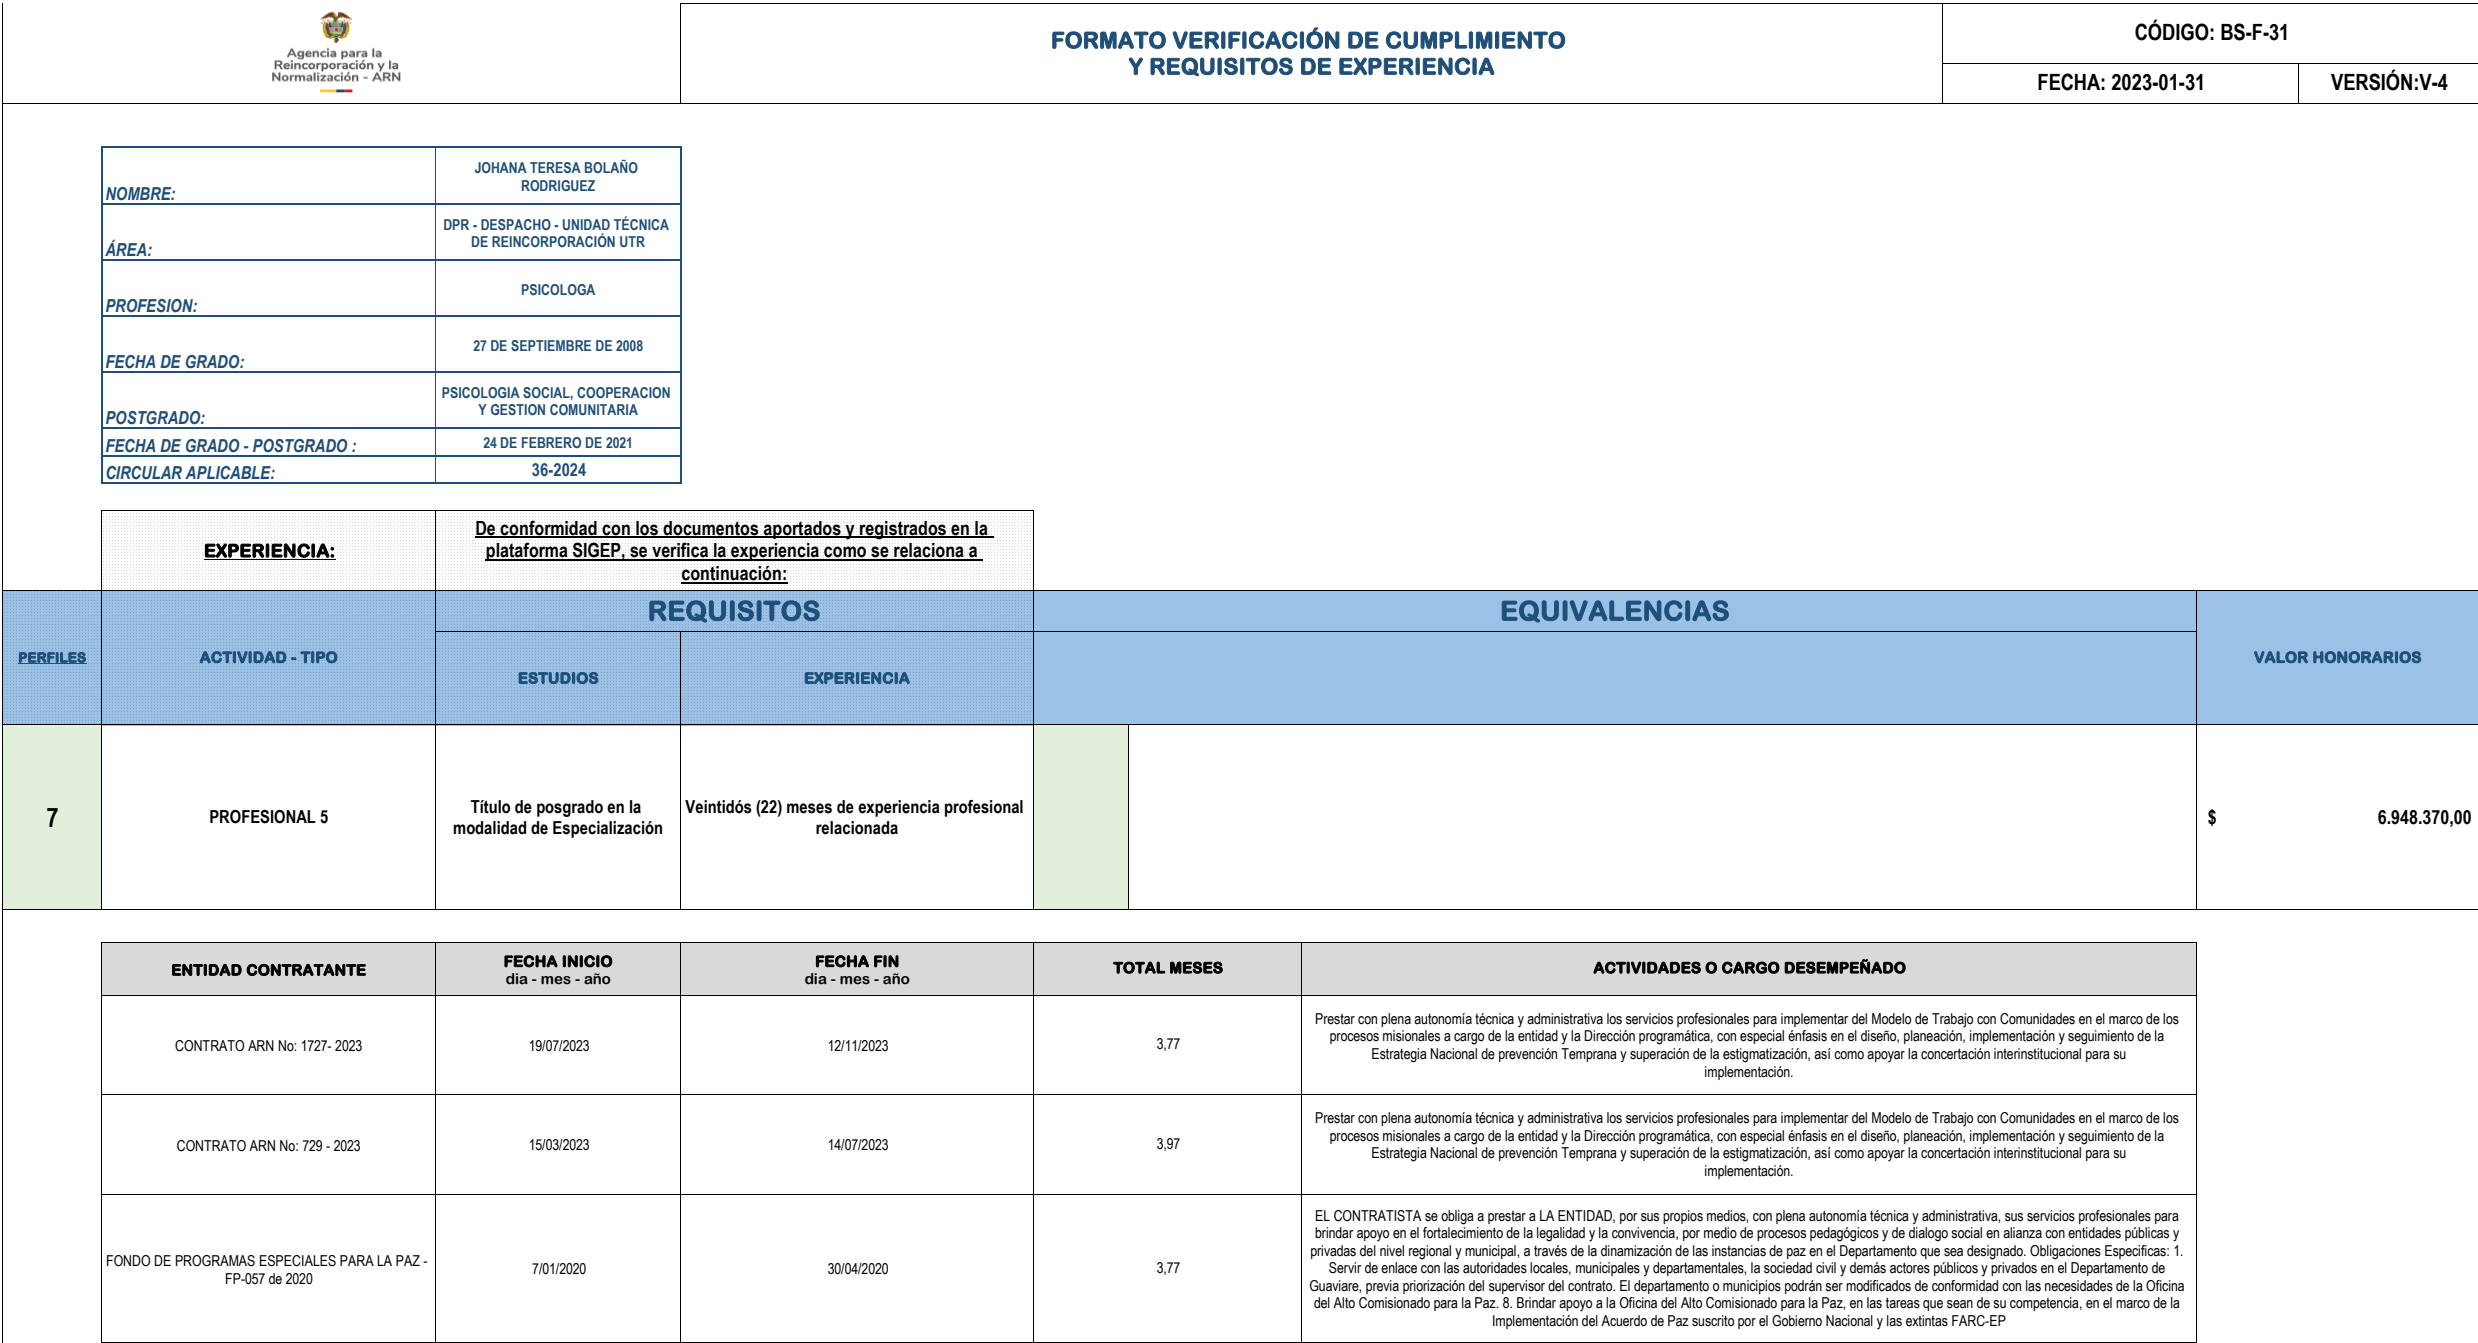 Agencia para la
Reincorporación y la
Normalización - ARN
FORMATO VERIFICACIÓN DE CUMPLIMIENTO
Y REQUISITOS DE EXPERIENCIA
CÓDIGO: BS-F-31
FECHA: 2023-01-31
VERSIÓN:V-4
NOMBRE:
JOHANA TERESA BOLAÑO
RODRIGUEZ
ÁREA:
DPR - DESPACHO - UNIDAD TÉCNICA
DE REINCORPORACIÓN UTR
PROFESION:
PSICOLOGA
FECHA DE GRADO:
27 DE SEPTIEMBRE DE 2008
POSTGRADO:
PSICOLOGIA SOCIAL, COOPERACION
Y GESTION COMUNITARIA
FECHA DE GRADO - POSTGRADO :
24 DE FEBRERO DE 2021
CIRCULAR APLICABLE:
36-2024
EXPERIENCIA:
De conformidad con los documentos aportados y registrados en la
plataforma SIGEP, se verifica la experiencia como se relaciona a
continuación:
PERFILES
ACTIVIDAD - TIPO
REQUISITOS
EQUIVALENCIAS
VALOR HONORARIOS
ESTUDIOS
EXPERIENCIA
7
PROFESIONAL 5
Título de posgrado en la
modalidad de Especialización
Veintidós (22) meses de experiencia profesional
relacionada
$ 6.948.370,00
ENTIDAD CONTRATANTE
FECHA INICIO
dia - mes - año
FECHA FIN
dia - mes - año
TOTAL MESES
ACTIVIDADES O CARGO DESEMPEÑADO
CONTRATO ARN No: 1727- 2023
19/07/2023
12/11/2023
3,77
Prestar con plena autonomía técnica y administrativa los servicios profesionales para implementar del Modelo de Trabajo con Comunidades en el marco de los
procesos misionales a cargo de la entidad y la Dirección programática, con especial énfasis en el diseño, planeación, implementación y seguimiento de la
Estrategia Nacional de prevención Temprana y superación de la estigmatización, así como apoyar la concertación interinstitucional para su
implementación.
CONTRATO ARN No: 729 - 2023
15/03/2023
14/07/2023
3,97
Prestar con plena autonomía técnica y administrativa los servicios profesionales para implementar del Modelo de Trabajo con Comunidades en el marco de los
procesos misionales a cargo de la entidad y la Dirección programática, con especial énfasis en el diseño, planeación, implementación y seguimiento de la
Estrategia Nacional de prevención Temprana y superación de la estigmatización, así como apoyar la concertación interinstitucional para su
implementación.
FONDO DE PROGRAMAS ESPECIALES PARA LA PAZ -
FP-057 de 2020
7/01/2020
30/04/2020
3,77
EL CONTRATISTA se obliga a prestar a LA ENTIDAD, por sus propios medios, con plena autonomía técnica y administrativa, sus servicios profesionales para
brindar apoyo en el fortalecimiento de la legalidad y la convivencia, por medio de procesos pedagógicos y de dialogo social en alianza con entidades públicas y
privadas del nivel regional y municipal, a través de la dinamización de las instancias de paz en el Departamento que sea designado. Obligaciones Especificas: 1.
Servir de enlace con las autoridades locales, municipales y departamentales, la sociedad civil y demás actores públicos y privados en el Departamento de
Guaviare, previa priorización del supervisor del contrato. El departamento o municipios podrán ser modificados de conformidad con las necesidades de la Oficina
del Alto Comisionado para la Paz. 8. Brindar apoyo a la Oficina del Alto Comisionado para la Paz, en las tareas que sean de su competencia, en el marco de la
Implementación del Acuerdo de Paz suscrito por el Gobierno Nacional y las extintas FARC-EP